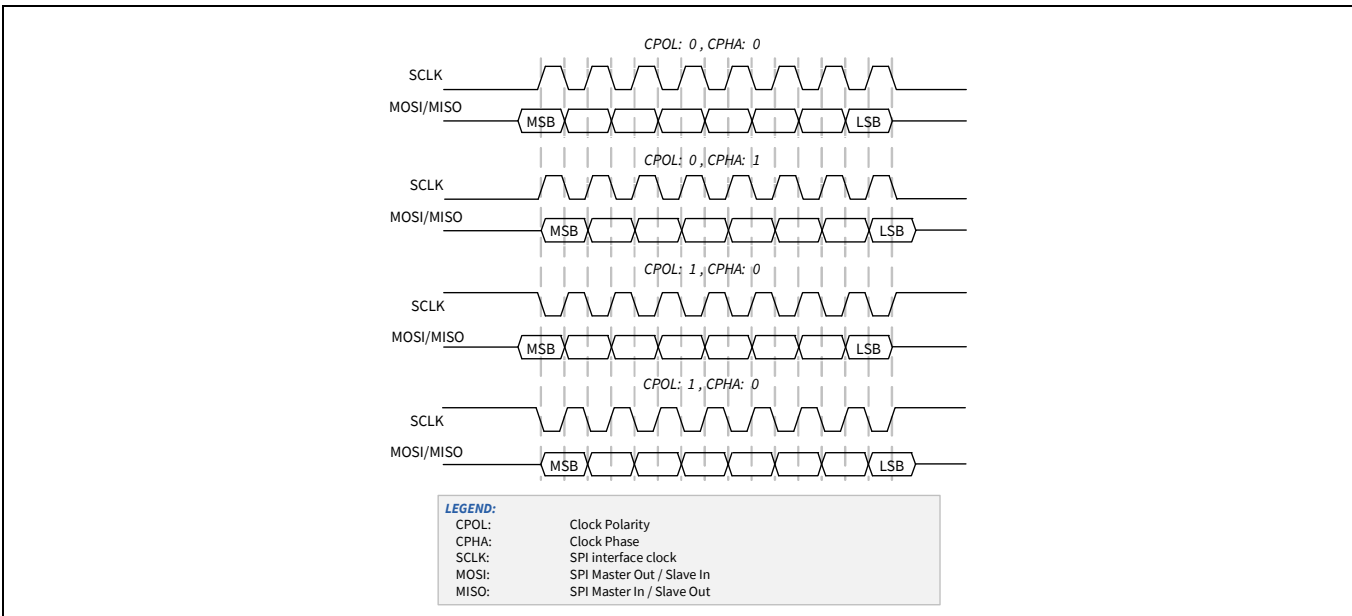 CPOL: 0 , CPHA: 0
SCLK
MOSI/MISO
MSB LSB
CPOL: 0 , CPHA: 1
SCLK
MOSI/MISO
MSB LSB
CPOL: 1 , CPHA: 0
SCLK
MOSI/MISO
MSB LSB
CPOL: 1 , CPHA: 0
SCLK
MOSI/MISO
MSB LSB
LEGEND:
CPOL: Clock Polarity
CPHA: Clock Phase
SCLK: SPI interface clock
MOSI: SPI Master Out / Slave In
MISO: SPI Master In / Slave Out